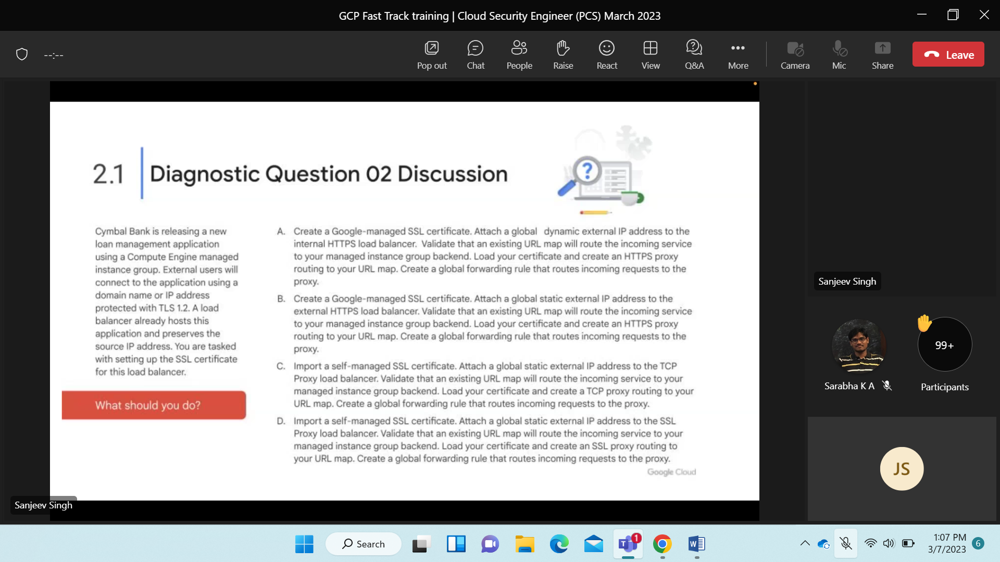 GCP Fast Track training | Cloud Security Engineer (PCS) March 2023
--:--
Pop out
Chat
People
Raise
React
View
Q&A
More
Camera
Mic
Share
Leave
2.1
Diagnostic Question 02 Discussion
?
Cymbal Bank is releasing a new
loan management application
using a Compute Engine managed
instance group. External users will
connect to the application using a
domain name or IP address
protected with TLS 1.2. A load
balancer already hosts this
application and preserves the
source IP address. You are tasked
with setting up the SSL certificate
for this load balancer.
What should you do?
A. Create a Google-managed SSL certificate. Attach a global dynamic external IP address to the
internal HTTPS load balancer. Validate that an existing URL map will route the incoming service
to your managed instance group backend. Load your certificate and create an HTTPS proxy
routing to your URL map. Create a global forwarding rule that routes incoming requests to the
proxy.
B. Create a Google-managed SSL certificate. Attach a global static external IP address to the
external HTTPS load balancer. Validate that an existing URL map will route the incoming service
to your managed instance group backend. Load your certificate and create an HTTPS proxy
routing to your URL map. Create a global forwarding rule that routes incoming requests to the
proxy.
C. Import a self-managed SSL certificate. Attach a global static external IP address to the TCP
Proxy load balancer. Validate that an existing URL map will route the incoming service to your
managed instance group backend. Load your certificate and create a TCP proxy routing to your
URL map. Create a global forwarding rule that routes incoming requests to the proxy.
D. Import a self-managed SSL certificate. Attach a global static external IP address to the SSL
Proxy load balancer. Validate that an existing URL map will route the incoming service to your
managed instance group backend. Load your certificate and create an SSL proxy routing to
your URL map. Create a global forwarding rule that routes incoming requests to the proxy.
Google Cloud
Sanjeev Singh
Sanjeev Singh
Sarabha K A
99+
Participants
JS
Search
T
1
W
1:07 PM
3/7/2023
6